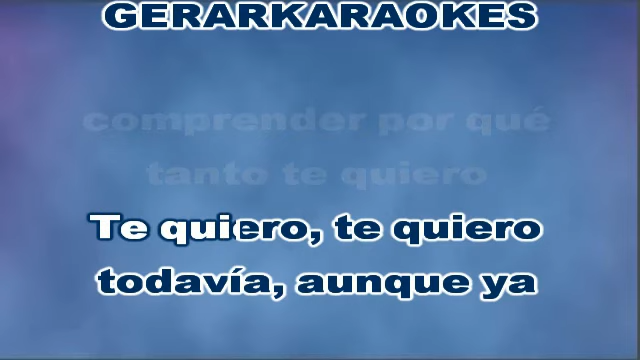 GERARKARAOKES
comprender por qué
tanto te quiero
Te quiero, te quiero
todavía, aunque ya